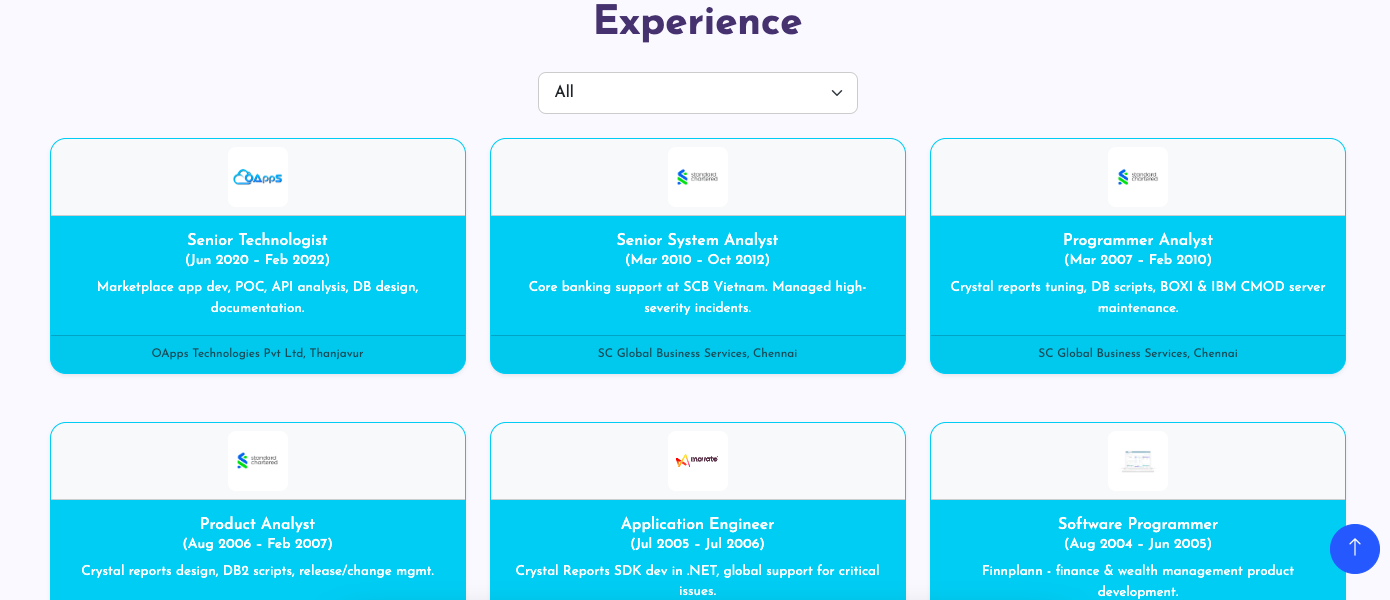 Experience
All
OAppS
standard
chartered
standard
chartered
Senior Technologist
(Jun 2020 – Feb 2022)
Marketplace app dev, POC, API analysis, DB design,
documentation.
OApps Technologies Pvt Ltd, Thanjavur
Senior System Analyst
(Mar 2010 – Oct 2012)
Core banking support at SCB Vietnam. Managed high-
severity incidents.
SC Global Business Services, Chennai
Programmer Analyst
(Mar 2007 – Feb 2010)
Crystal reports tuning, DB scripts, BOXI & IBM CMOD server
maintenance.
SC Global Business Services, Chennai
standard
chartered
Product Analyst
(Aug 2006 – Feb 2007)
Crystal reports design, DB2 scripts, release/change mgmt.
Application Engineer
(Jul 2005 – Jul 2006)
Crystal Reports SDK dev in .NET, global support for critical
issues.
Software Programmer
(Aug 2004 – Jun 2005)
Finnplann - finance & wealth management product
development.